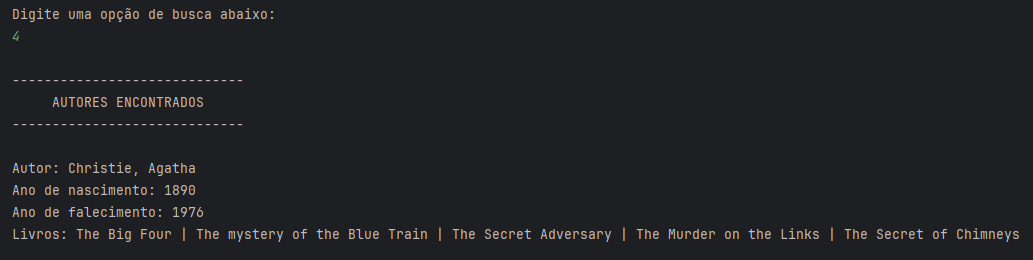 Digite uma opção de busca abaixo:
4
-----------------------------
AUTORES ENCONTRADOS
-----------------------------
Autor: Christie, Agatha
Ano de nascimento: 1890
Ano de falecimento: 1976
Livros: The Big Four | The mystery of the Blue Train | The Secret Adversary | The Murder on the Links | The Secret of Chimneys